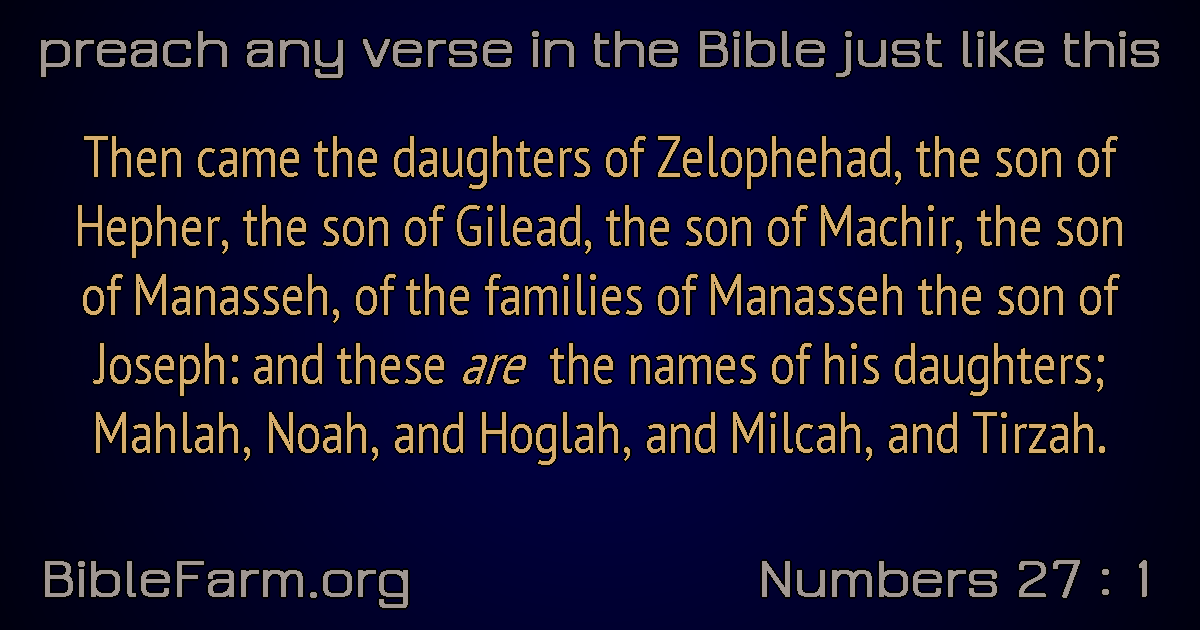 preach any verse in the Bible just like this
Then came the daughters of Zelophehad, the son of
Hepher, the son of Gilead, the son of Machir, the son
of Manasseh, of the families of Manasseh the son of
Joseph: and these are the names of his daughters;
Mahlah, Noah, and Hoglah, and Milcah, and Tirzah.
BibleFarm.org
Numbers 27 : 1